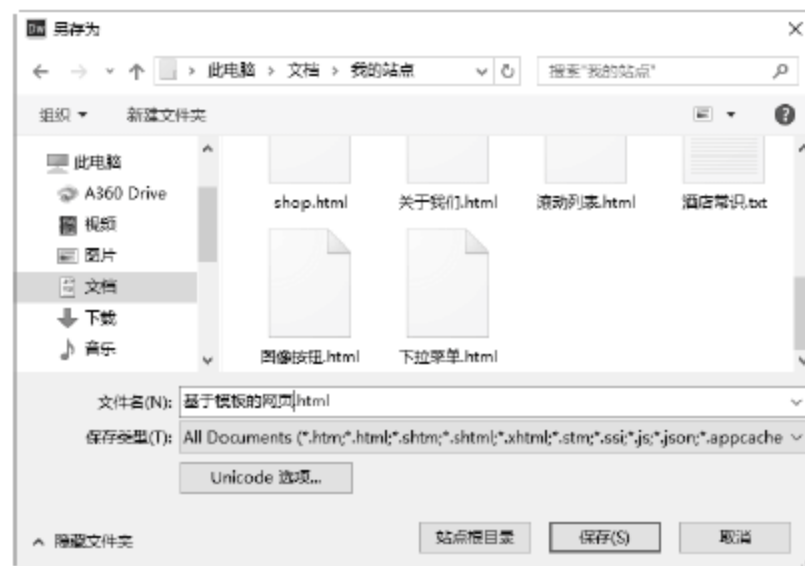 Dw 另存为
此电脑 > 文档 > 我的站点
搜索"我的站点"
组织 新建文件夹
此电脑
A360 Drive
视频
图片
文档
下载
音乐
shop.html 关于我们.html 滚动列表.html 酒店常识.txt
图像按钮.html 下拉菜单.html
文件名(N): 基于模板的网页.html
保存类型(T): All Documents (*.htm;*.html;*.shtm;*.shtml;*.xhtml;*.stm;*.ssi;*.js;*.json;*.appcache
Unicode 选项...
隐藏文件夹 站点根目录 保存(S) 取消